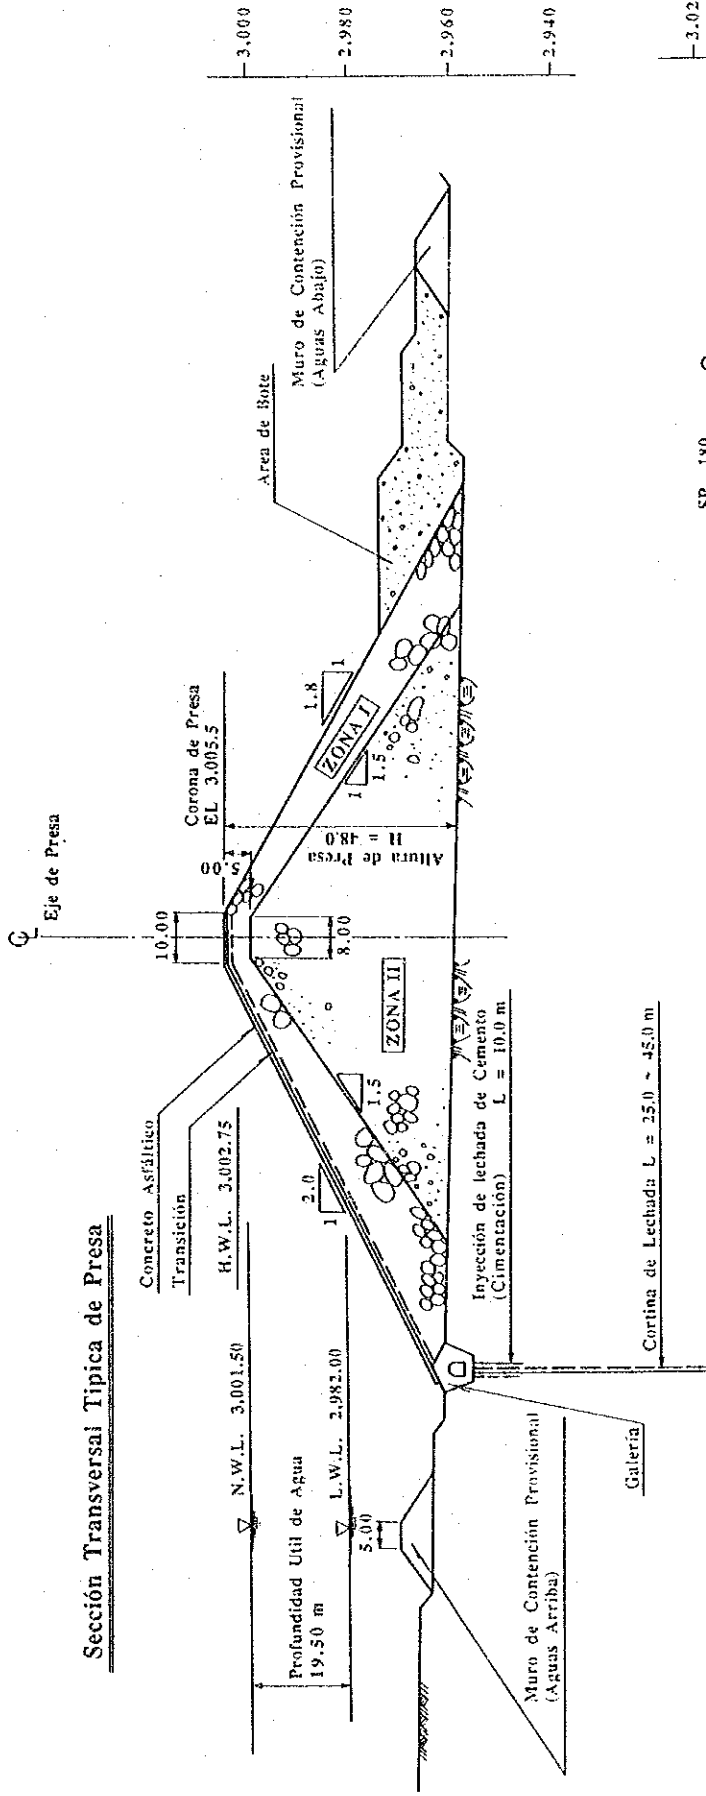 Sección Transversal Tipica de Presa
℄ Eje de Presa
10.00
Corona de Presa
EL 3.005.5
5.00
Concreto Asfáltico
Transición
H.W.L. 3,002.75
N.W.L. 3,001.50
Profundidad Util de Agua
19.50 m
L.W.L. 2,982.00
2.0
1
1.5
8.00
Altura de Presa
H = 48.0
ZONA I
ZONA II
1.8
1
1
1.5
Area de Bote
Muro de Contención Provisional
(Aguas Abajo)
5.00
Muro de Contención Provisional
(Aguas Arriba)
Galería
Inyección de lechada de Cemento
(Cimentación) L = 10.0 m
Cortina de Lechada L = 25.0 ~ 45.0 m
3.000
2.980
2.960
2.940
3.02